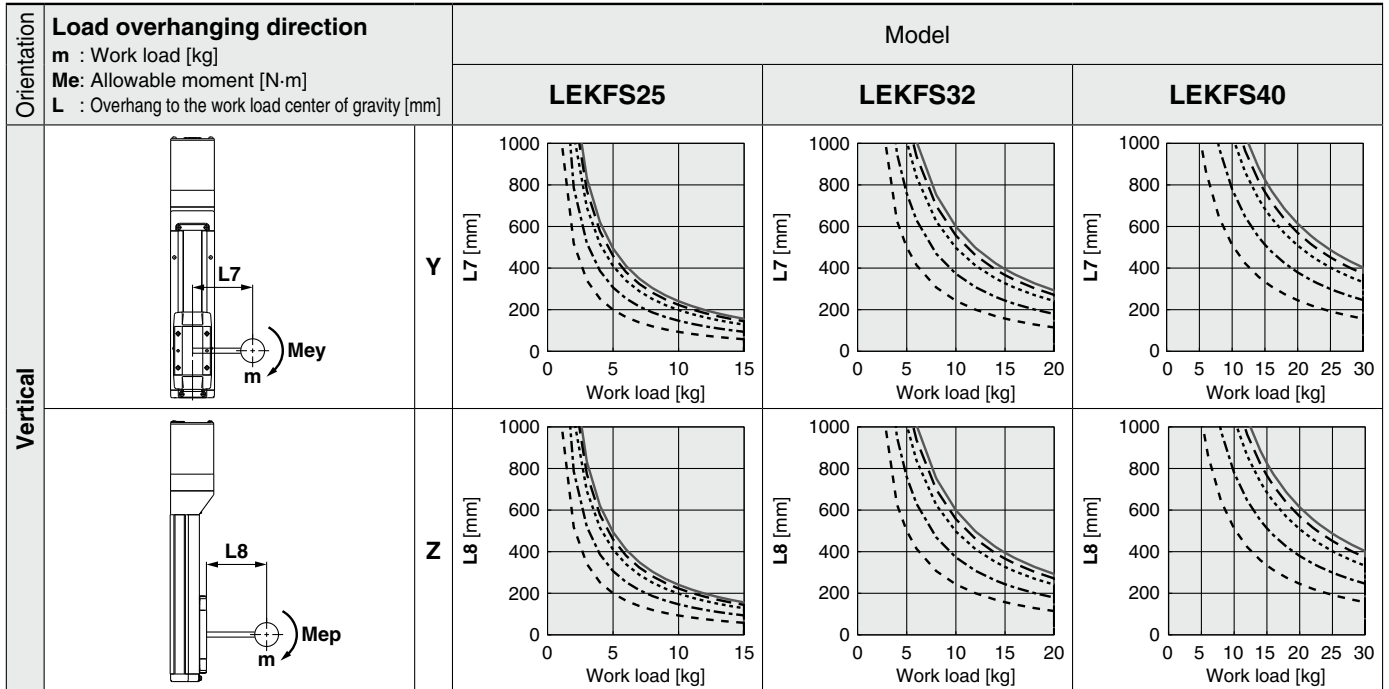 Orientation
Load overhanging direction
m : Work load [kg]
Me: Allowable moment [N·m]
L : Overhang to the work load center of gravity [mm]
Model
LEKFS25
LEKFS32
LEKFS40
Vertical
L7
Mey
m
Y
L7 [mm]
1000
800
600
400
200
0
0 5 10 15
Work load [kg]
L7 [mm]
1000
800
600
400
200
0
0 5 10 15 20
Work load [kg]
L7 [mm]
1000
800
600
400
200
0
0 5 10 15 20 25 30
Work load [kg]
L8
Mep
m
Z
L8 [mm]
1000
800
600
400
200
0
0 5 10 15
Work load [kg]
L8 [mm]
1000
800
600
400
200
0
0 5 10 15 20
Work load [kg]
L8 [mm]
1000
800
600
400
200
0
0 5 10 15 20 25 30
Work load [kg]